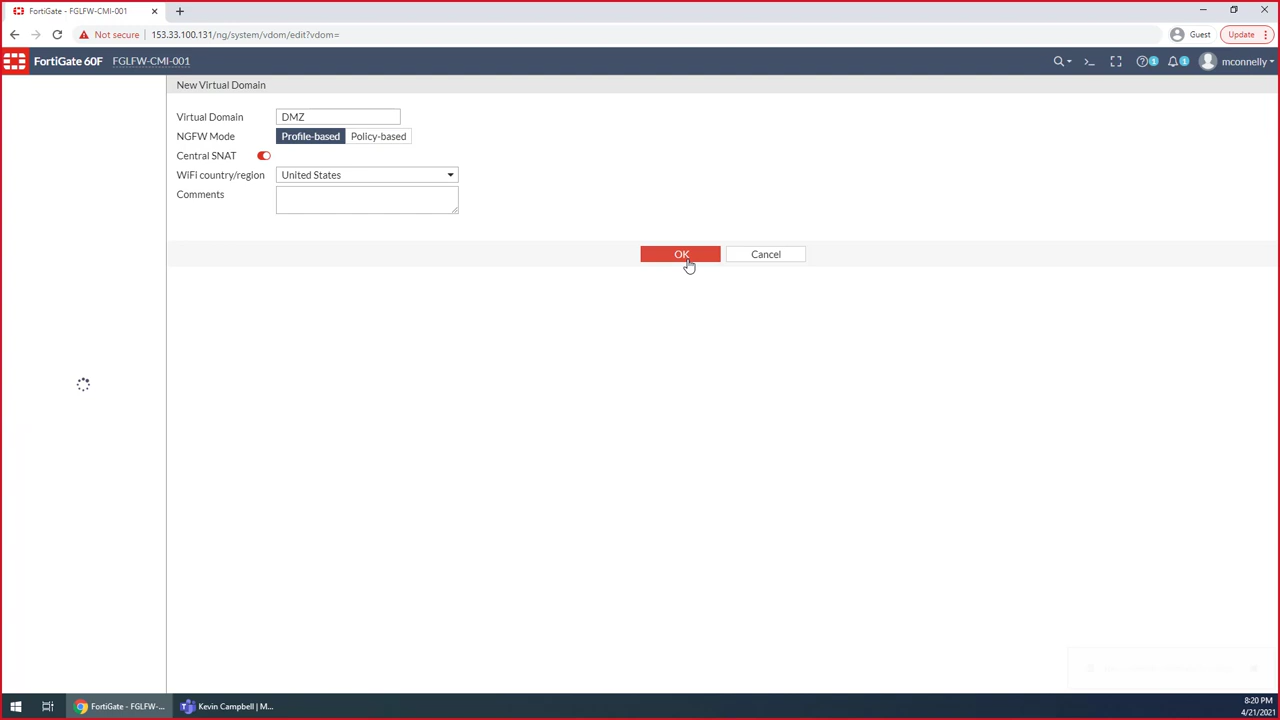 FortiGate - FGLFW-CMI-001
Not secure 153.33.100.131/ng/system/vdom/edit?vdom= Guest Update
FortiGate 60F FGLFW-CMI-001 1 1 mconnelly
New Virtual Domain
Virtual Domain DMZ
NGFW Mode Profile-based Policy-based
Central SNAT
WiFi country/region United States
Comments
OK Cancel
FortiGate - FGLFW-... Kevin Campbell | M...
8:20 PM
4/21/2021